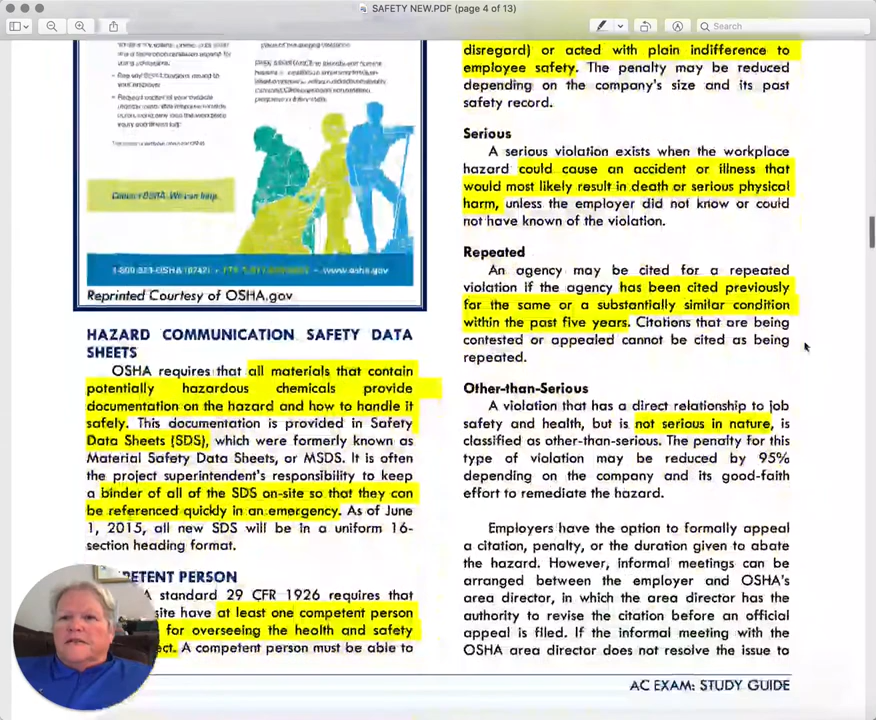 SAFETY NEW.PDF (page 4 of 13)
Search
Contact OSHA. We can help.
www.osha.gov
Reprinted Courtesy of OSHA.gov
HAZARD COMMUNICATION SAFETY DATA
SHEETS
OSHA requires that all materials that contain
potentially hazardous chemicals provide
documentation on the hazard and how to handle it
safely. This documentation is provided in Safety
Data Sheets (SDS), which were formerly known as
Material Safety Data Sheets, or MSDS. It is often
the project superintendent's responsibility to keep
a binder of all of the SDS on-site so that they can
be referenced quickly in an emergency. As of June
1, 2015, all new SDS will be in a uniform 16-
section heading format.
PETENT PERSON
standard 29 CFR 1926 requires that
site have at least one competent person
for overseeing the health and safety
ect. A competent person must be able to
disregard) or acted with plain indifference to
employee safety. The penalty may be reduced
depending on the company's size and its past
safety record.
Serious
A serious violation exists when the workplace
hazard could cause an accident or illness that
would most likely result in death or serious physical
harm, unless the employer did not know or could
not have known of the violation.
Repeated
An agency may be cited for a repeated
violation if the agency has been cited previously
for the same or a substantially similar condition
within the past five years. Citations that are being
contested or appealed cannot be cited as being
repeated.
Other-than-Serious
A violation that has a direct relationship to job
safety and health, but is not serious in nature, is
classified as other-than-serious. The penalty for this
type of violation may be reduced by 95%
depending on the company and its good-faith
effort to remediate the hazard.
Employers have the option to formally appeal
a citation, penalty, or the duration given to abate
the hazard. However, informal meetings can be
arranged between the employer and OSHA's
area director, in which the area director has the
authority to revise the citation before an official
appeal is filed. If the informal meeting with the
OSHA area director does not resolve the issue to
AC EXAM: STUDY GUIDE